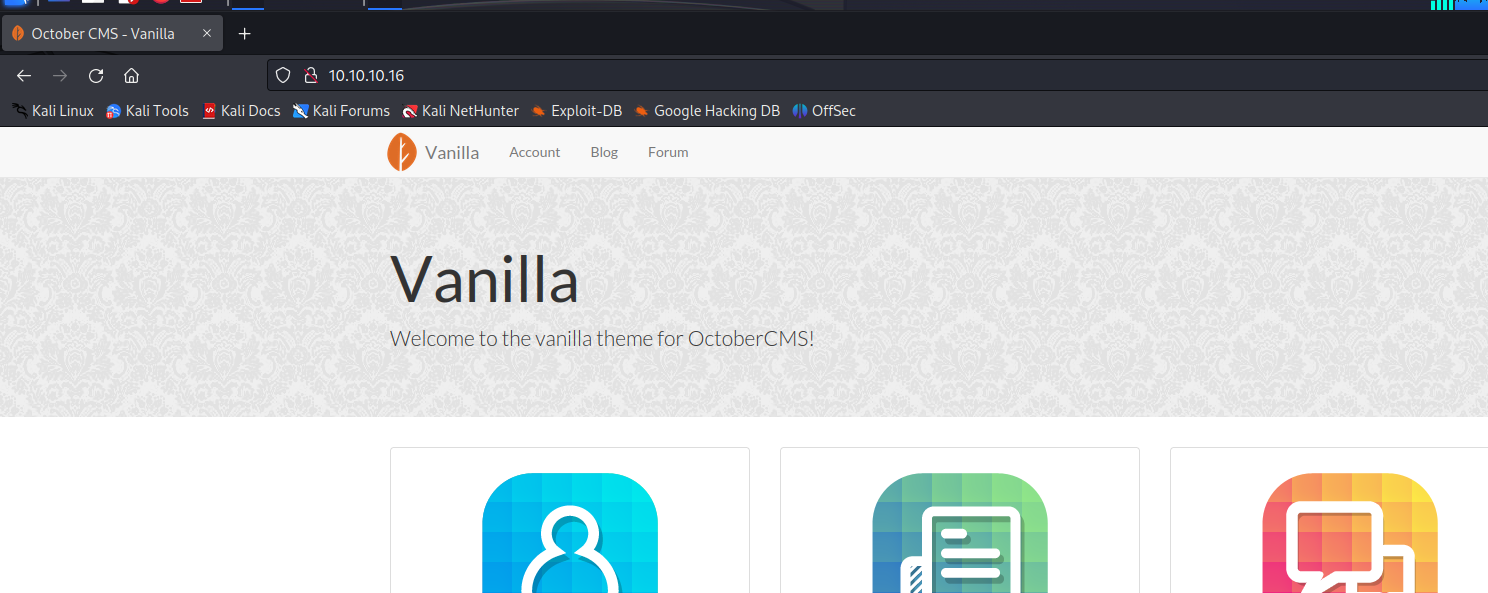 October CMS - Vanilla
10.10.10.16
Kali Linux Kali Tools Kali Docs Kali Forums Kali NetHunter Exploit-DB Google Hacking DB OffSec
Vanilla Account Blog Forum
Vanilla
Welcome to the vanilla theme for OctoberCMS!